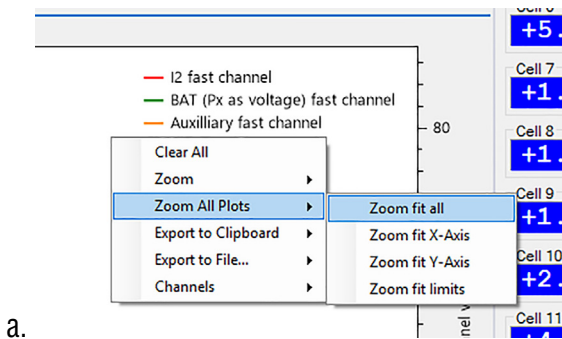 +5.
I2 fast channel
BAT (Px as voltage) fast channel
Auxilliary fast channel
80
Clear All
Zoom
Zoom All Plots
Export to Clipboard
Export to File...
Channels
Zoom fit all
Zoom fit X-Axis
Zoom fit Y-Axis
Zoom fit limits
Cell 7
+1.
Cell 8
+1.
Cell 9
+1.
Cell 10
+2.
Cell 11
a.